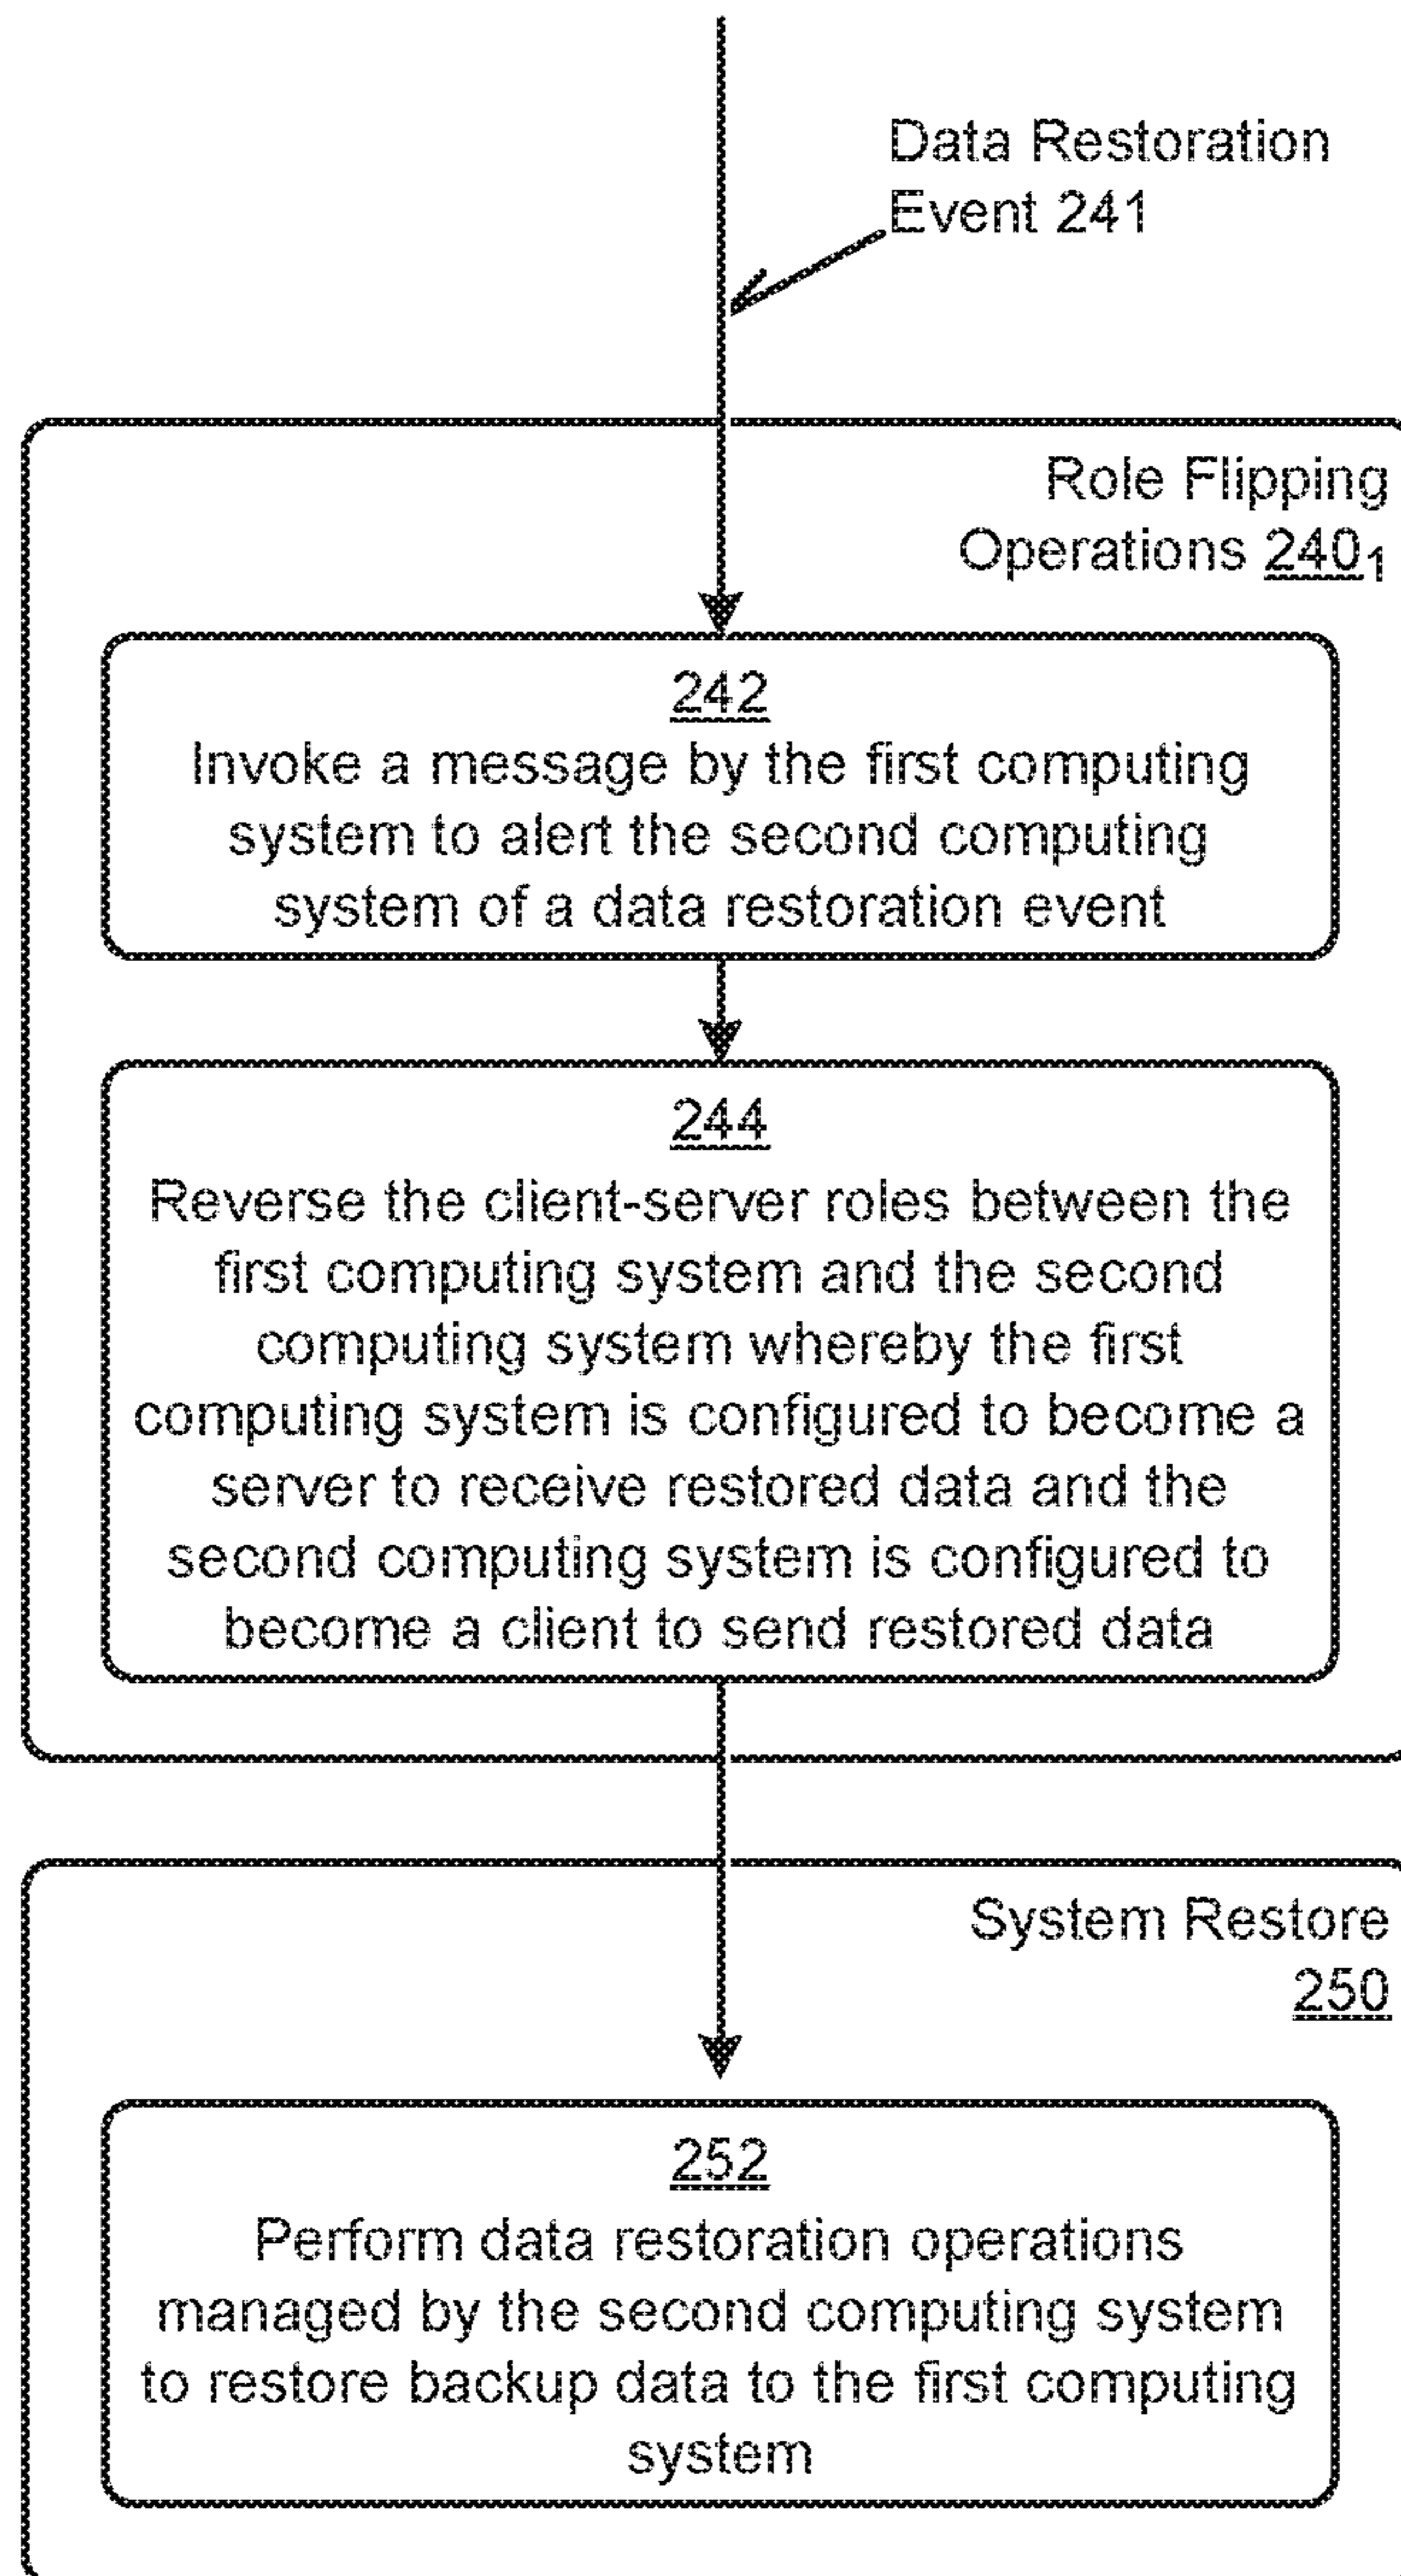 Data Restoration
Event 241
Role Flipping
Operations 240₁
242
Invoke a message by the first computing
system to alert the second computing
system of a data restoration event
244
Reverse the client-server roles between the
first computing system and the second
computing system whereby the first
computing system is configured to become a
server to receive restored data and the
second computing system is configured to
become a client to send restored data
System Restore
250
252
Perform data restoration operations
managed by the second computing system
to restore backup data to the first computing
system